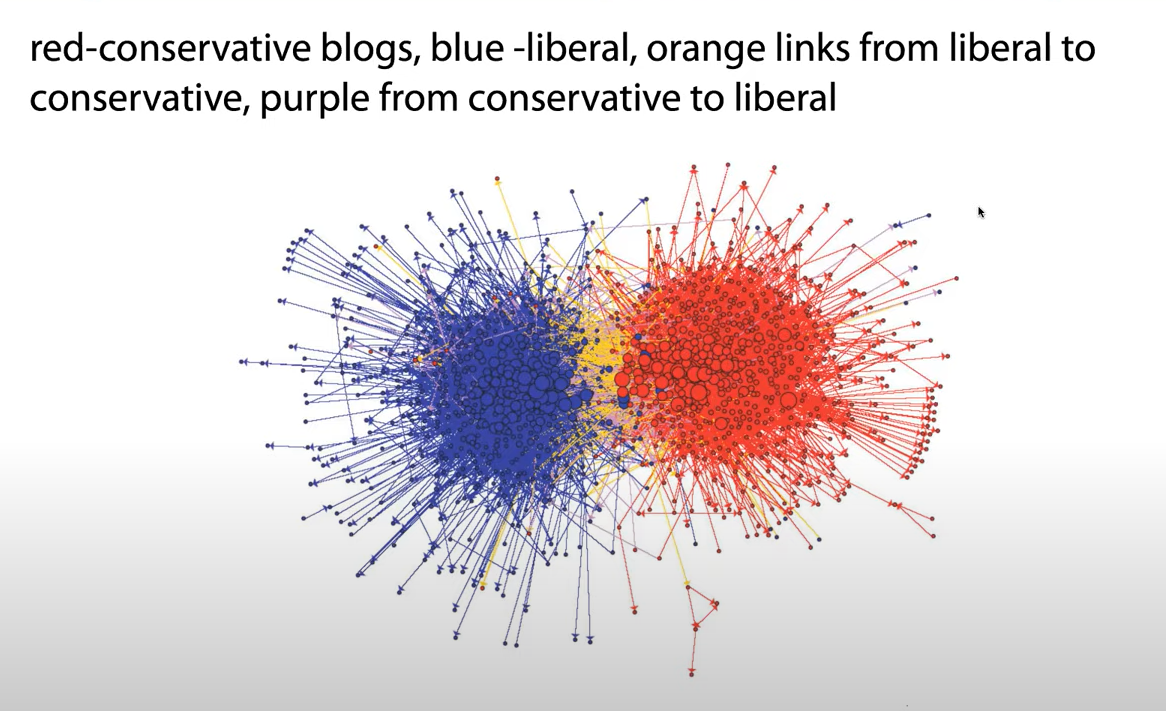 red-conservative blogs, blue -liberal, orange links from liberal to
conservative, purple from conservative to liberal